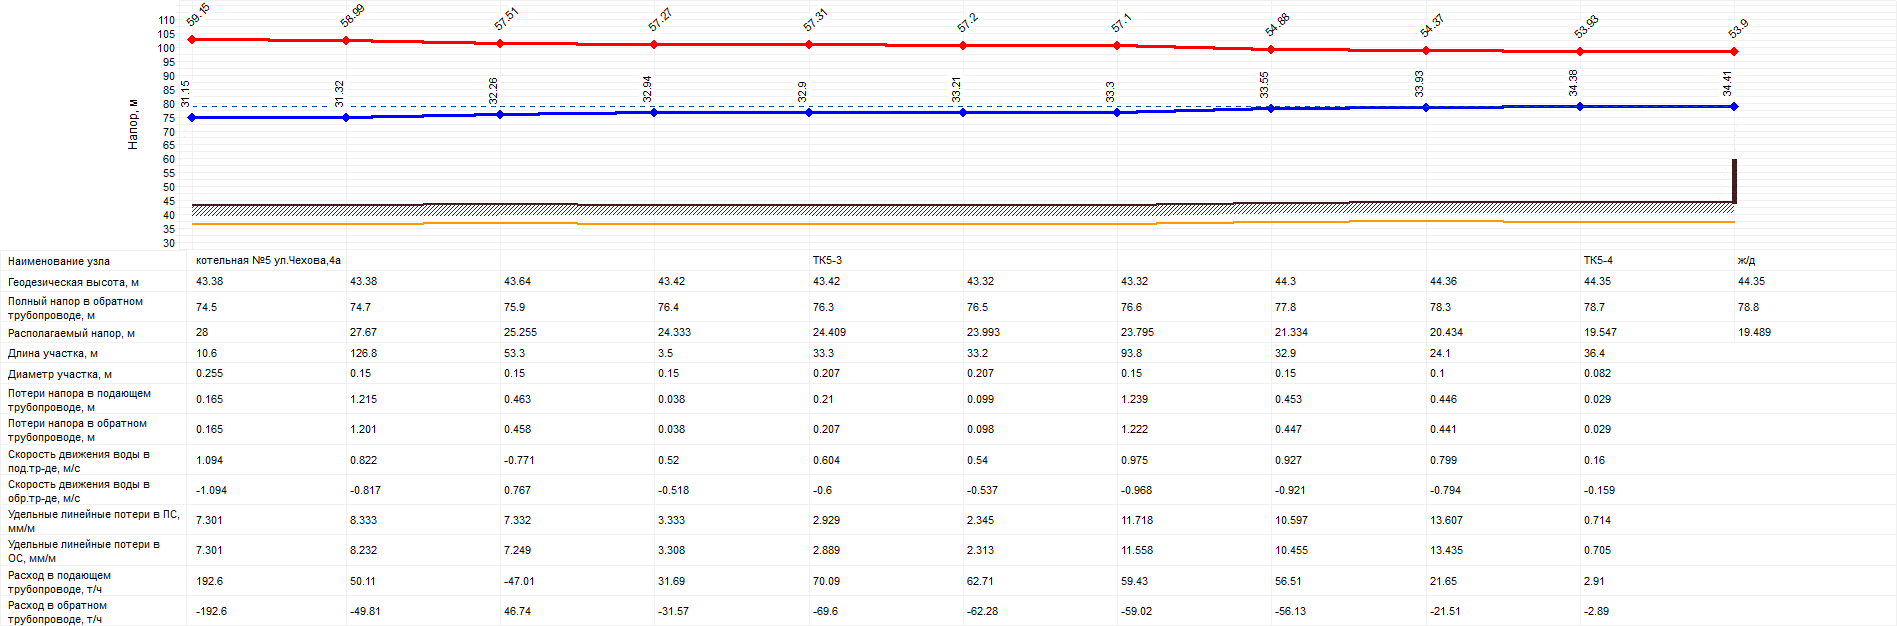 59.15 58.99 57.51 57.27 57.31 57.2 57.1 54.88 54.37 53.93 53.9
110
105
100
95
90
85
80
75
70
65
60
55
50
45
40
35
30
Напор, м
31.15 31.32 32.26 32.94 32.9 33.21 33.3 33.55 33.93 34.38 34.41
Наименование узла котельная №5 ул.Чехова,4а ТК5-3 ТК5-4 ж/д
Геодезическая высота, м 43.38 43.38 43.64 43.42 43.42 43.32 43.32 44.3 44.36 44.35 44.35
Полный напор в обратном
трубопроводе, м 74.5 74.7 75.9 76.4 76.3 76.5 76.6 77.8 78.3 78.7 78.8
Располагаемый напор, м 28 27.67 25.255 24.333 24.409 23.993 23.795 21.334 20.434 19.547 19.489
Длина участка, м 10.6 126.8 53.3 3.5 33.3 33.2 93.8 32.9 24.1 36.4
Диаметр участка, м 0.255 0.15 0.15 0.15 0.207 0.207 0.15 0.15 0.1 0.082
Потери напора в подающем
трубопроводе, м 0.165 1.215 0.463 0.038 0.21 0.099 1.239 0.453 0.446 0.029
Потери напора в обратном
трубопроводе, м 0.165 1.201 0.458 0.038 0.207 0.098 1.222 0.447 0.441 0.029
Скорость движения воды в
под.тр-де, м/с 1.094 0.822 -0.771 0.52 0.604 0.54 0.975 0.927 0.799 0.16
Скорость движения воды в
обр.тр-де, м/с -1.094 -0.817 0.767 -0.518 -0.6 -0.537 -0.968 -0.921 -0.794 -0.159
Удельные линейные потери в ПС,
мм/м 7.301 8.333 7.332 3.333 2.929 2.345 11.718 10.597 13.607 0.714
Удельные линейные потери в
ОС, мм/м 7.301 8.232 7.249 3.308 2.889 2.313 11.558 10.455 13.435 0.705
Расход в подающем
трубопроводе, т/ч 192.6 50.11 -47.01 31.69 70.09 62.71 59.43 56.51 21.65 2.91
Расход в обратном
трубопроводе, т/ч -192.6 -49.81 46.74 -31.57 -69.6 -62.28 -59.02 -56.13 -21.51 -2.89